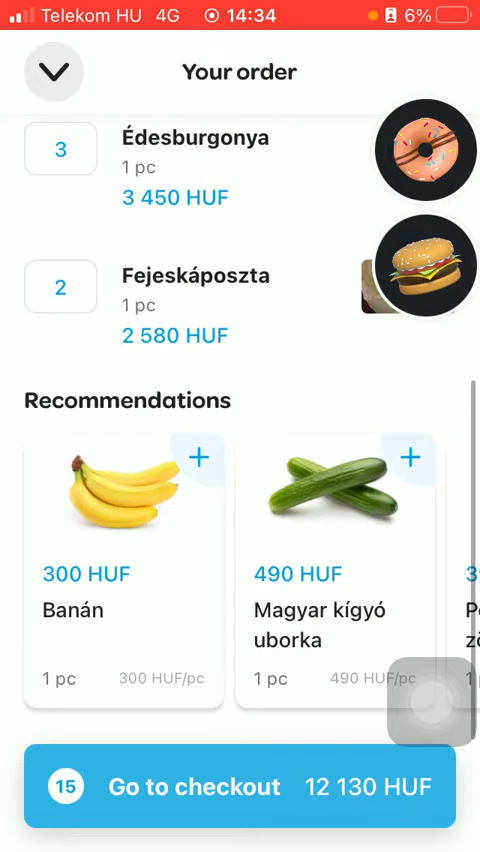 Telekom HU 4G 14:34 6%
Your order
3
Édesburgonya
1 pc
3 450 HUF
2
Fejeskáposzta
1 pc
2 580 HUF
Recommendations
300 HUF
Banán
1 pc 300 HUF/pc
490 HUF
Magyar kígyó
uborka
1 pc 490 HUF/pc
15 Go to checkout 12 130 HUF